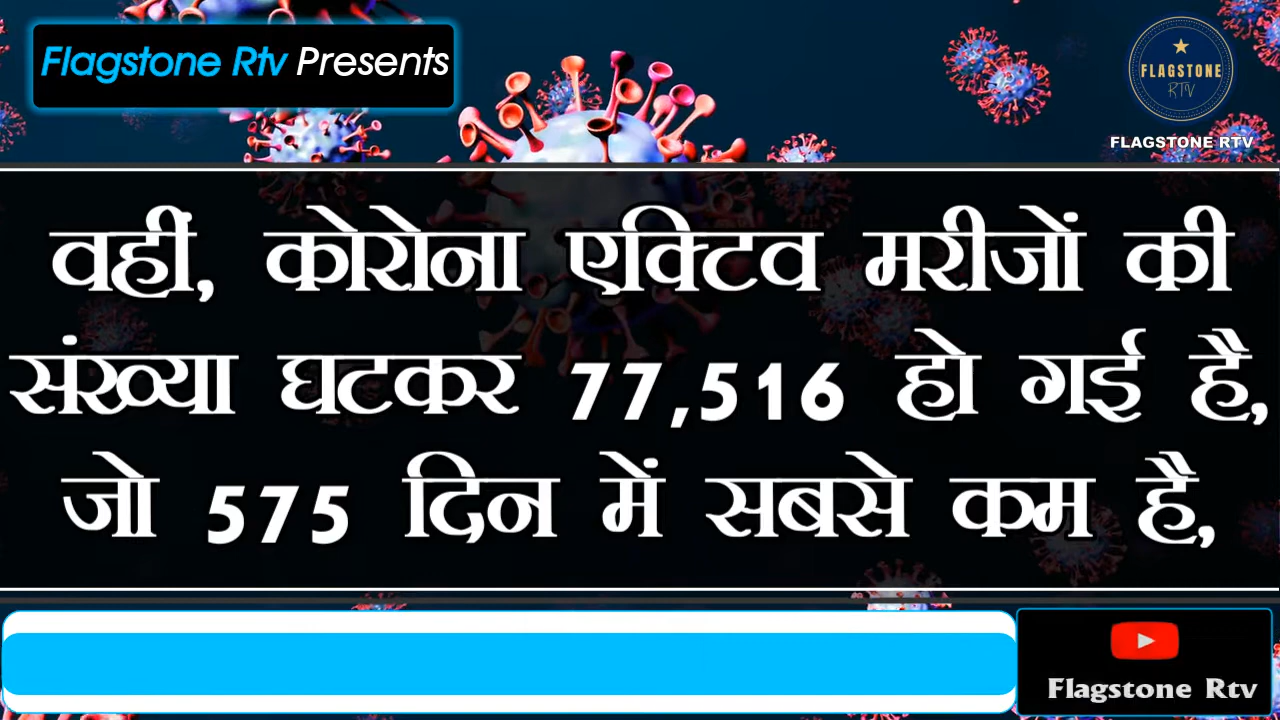 Flagstone Rtv Presents
FLAGSTONE
RTV
FLAGSTONE RTV
वहीं, कोरोना एक्टिव मरीजों की
संख्या घटकर 77,516 हो गई है,
जो 575 दिन में सबसे कम है,
Flagstone Rtv